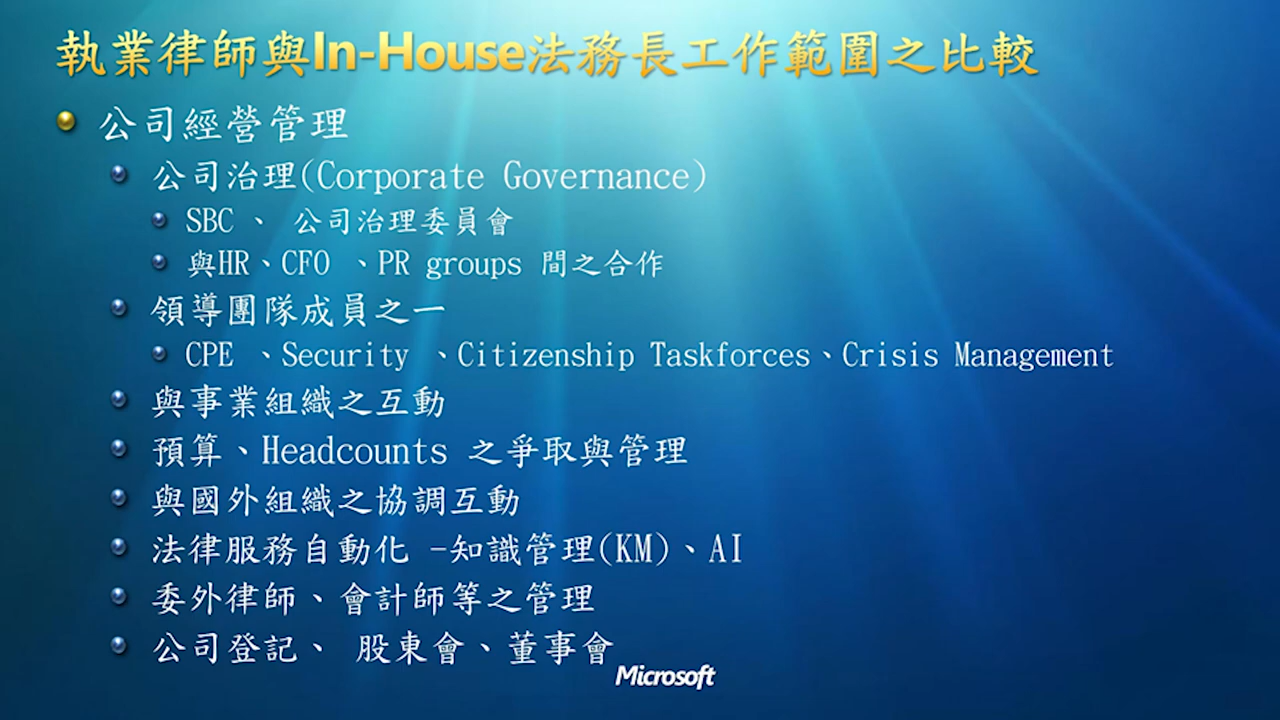 執業律師與In-House法務長工作範圍之比較
公司經營管理
公司治理(Corporate Governance)
SBC 、 公司治理委員會
與HR、CFO 、PR groups 間之合作
領導團隊成員之一
CPE 、Security 、Citizenship Taskforces、Crisis Management
與事業組織之互動
預算、Headcounts 之爭取與管理
與國外組織之協調互動
法律服務自動化 -知識管理(KM)、AI
委外律師、會計師等之管理
公司登記、 股東會、董事會
Microsoft